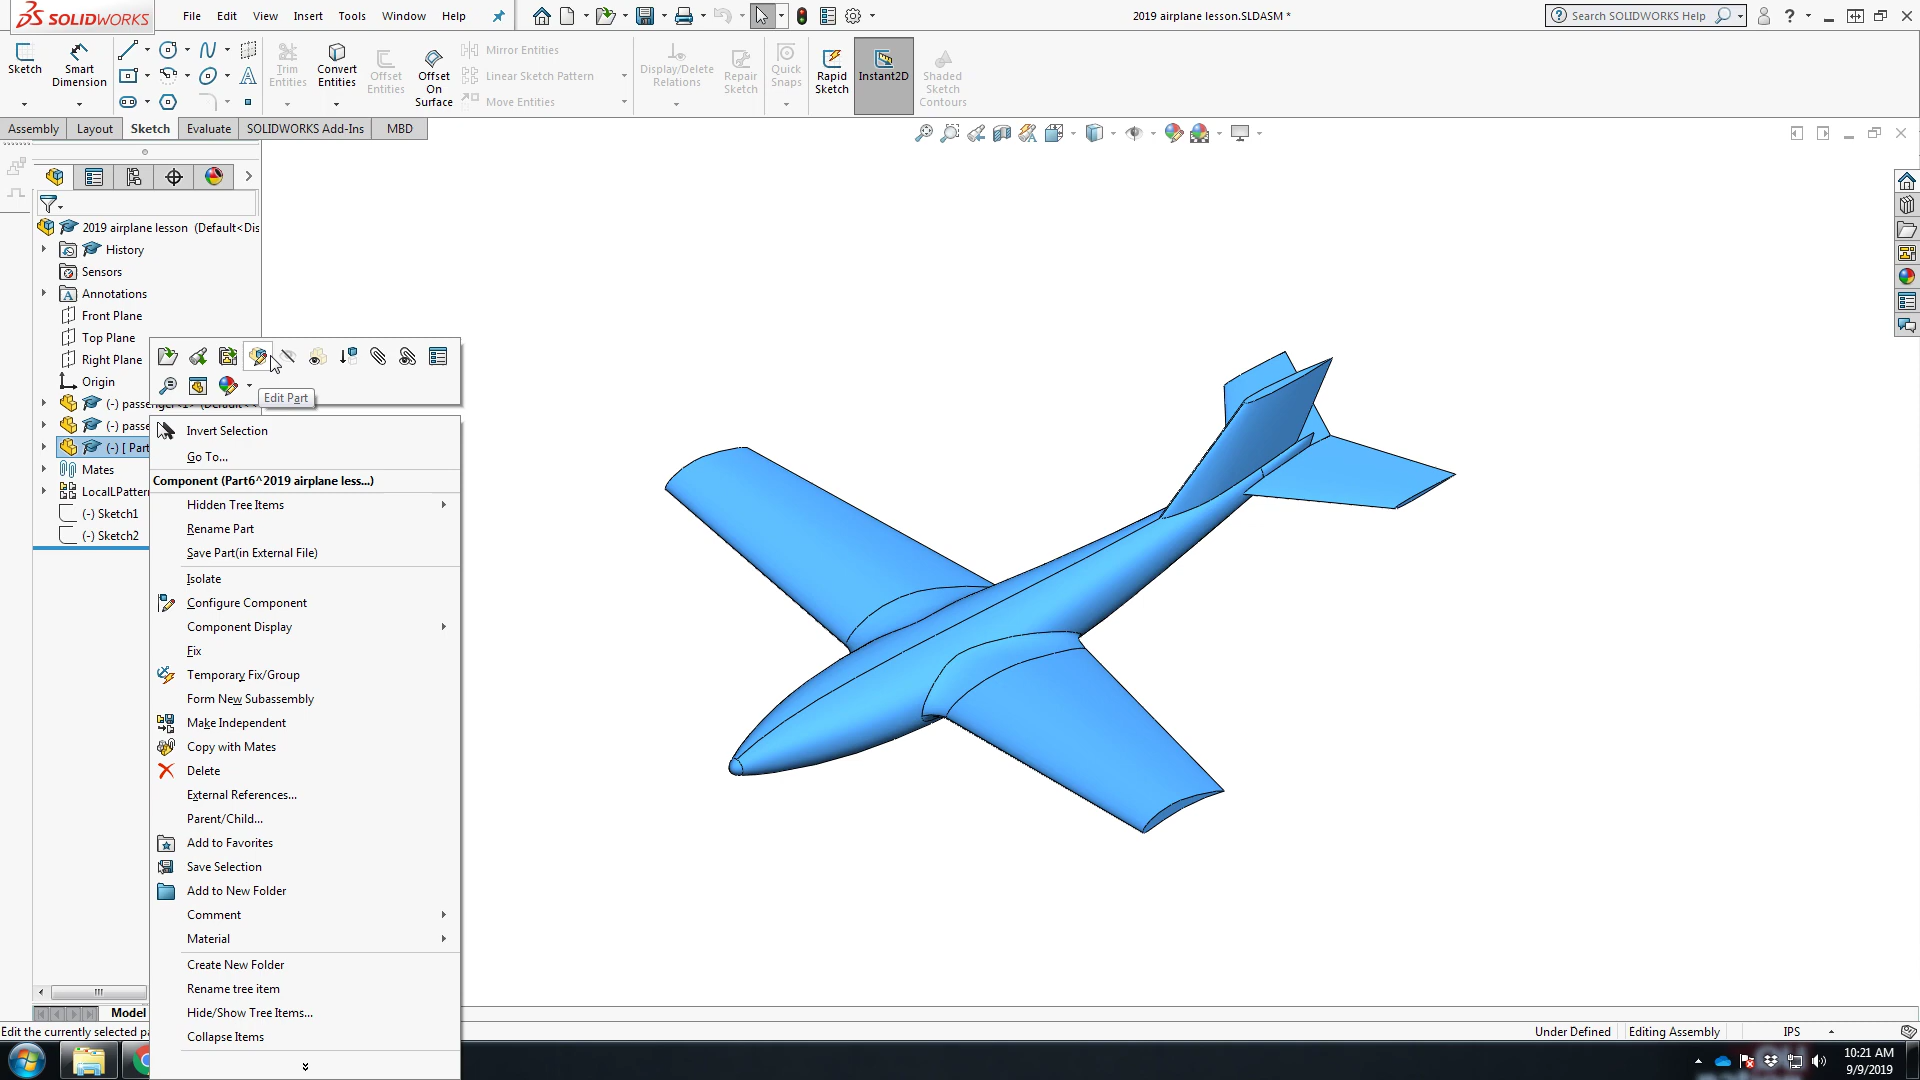 SOLIDWORKS
File Edit View Insert Tools Window Help
2019 airplane lesson.SLDASM *
Search SOLIDWORKS Help
Sketch
Smart Dimension
Trim Entities
Convert Entities
Offset Entities
Offset On Surface
Mirror Entities
Linear Sketch Pattern
Move Entities
Display/Delete Relations
Repair Sketch
Quick Snaps
Rapid Sketch
Instant2D
Shaded Sketch Contours
Assembly Layout Sketch Evaluate SOLIDWORKS Add-Ins MBD
2019 airplane lesson (Default<Dis
History
Sensors
Annotations
Front Plane
Top Plane
Right Plane
Origin
(-) passenger<1> (Default<<
(-) passe
(-) [ Part
Mates
LocalLPattern
(-) Sketch1
(-) Sketch2
Edit Part
Invert Selection
Go To...
Component (Part6^2019 airplane less...)
Hidden Tree Items
Rename Part
Save Part(in External File)
Isolate
Configure Component
Component Display
Fix
Temporary Fix/Group
Form New Subassembly
Make Independent
Copy with Mates
Delete
External References...
Parent/Child...
Add to Favorites
Save Selection
Add to New Folder
Comment
Material
Create New Folder
Rename tree item
Hide/Show Tree Items...
Collapse Items
Model
Edit the currently selected pa
Under Defined Editing Assembly IPS
10:21 AM
9/9/2019